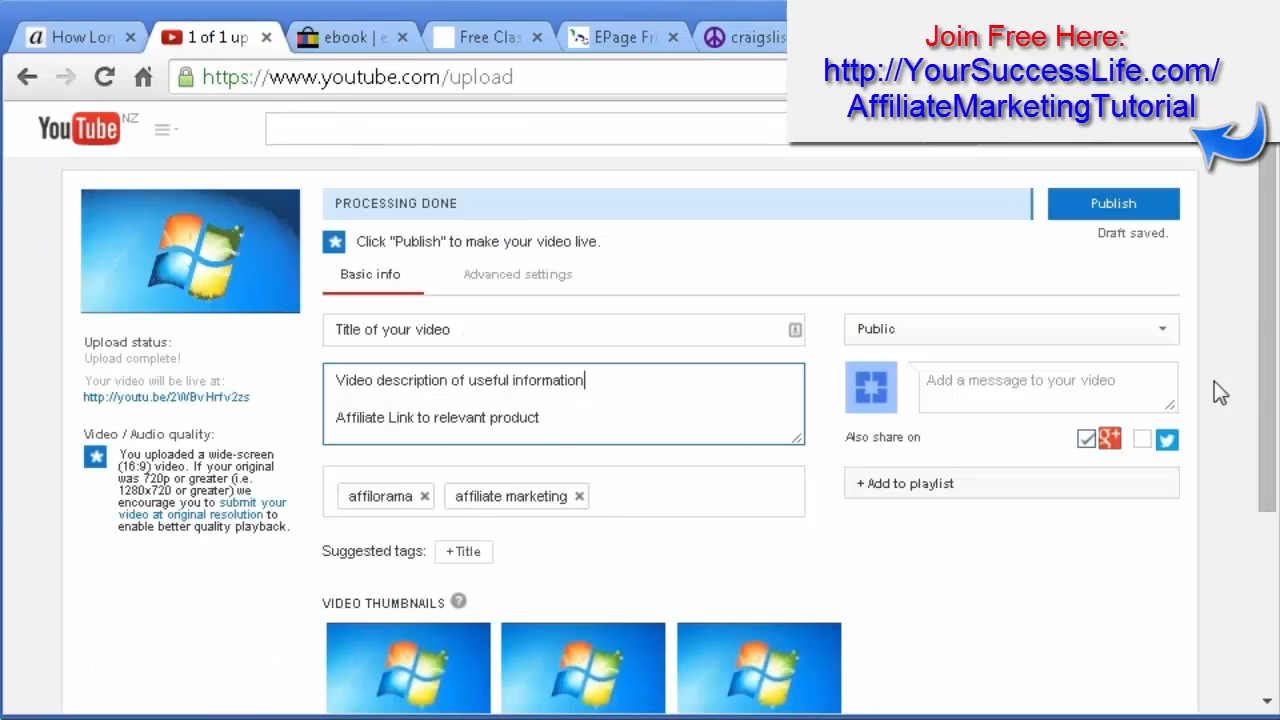 How Lon
1 of 1 up
ebook | e
Free Clas
EPage Fr
craigslis
Join Free Here:
http://YourSuccessLife.com/
AffiliateMarketingTutorial
https://www.youtube.com/upload
YouTube NZ
PROCESSING DONE
Publish
Click "Publish" to make your video live.
Draft saved.
Basic info
Advanced settings
Title of your video
Public
Video description of useful information
Affiliate Link to relevant product
Add a message to your video
Upload status:
Upload complete!
Your video will be live at:
http://youtu.be/2WBvHrfv2zs
Also share on
Video / Audio quality:
You uploaded a wide-screen
(16:9) video. If your original
was 720p or greater (i.e.
1280x720 or greater) we
encourage you to submit your
video at original resolution to
enable better quality playback.
affilorama
affiliate marketing
+ Add to playlist
Suggested tags:
+Title
VIDEO THUMBNAILS ?